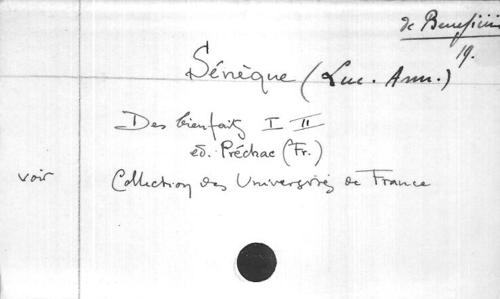 de Beneficiis
19.
Sénèque (Luc. Ann.)
Des bienfaits I II
éd. Préchac (Fr.)
voir Collection des Universités de France